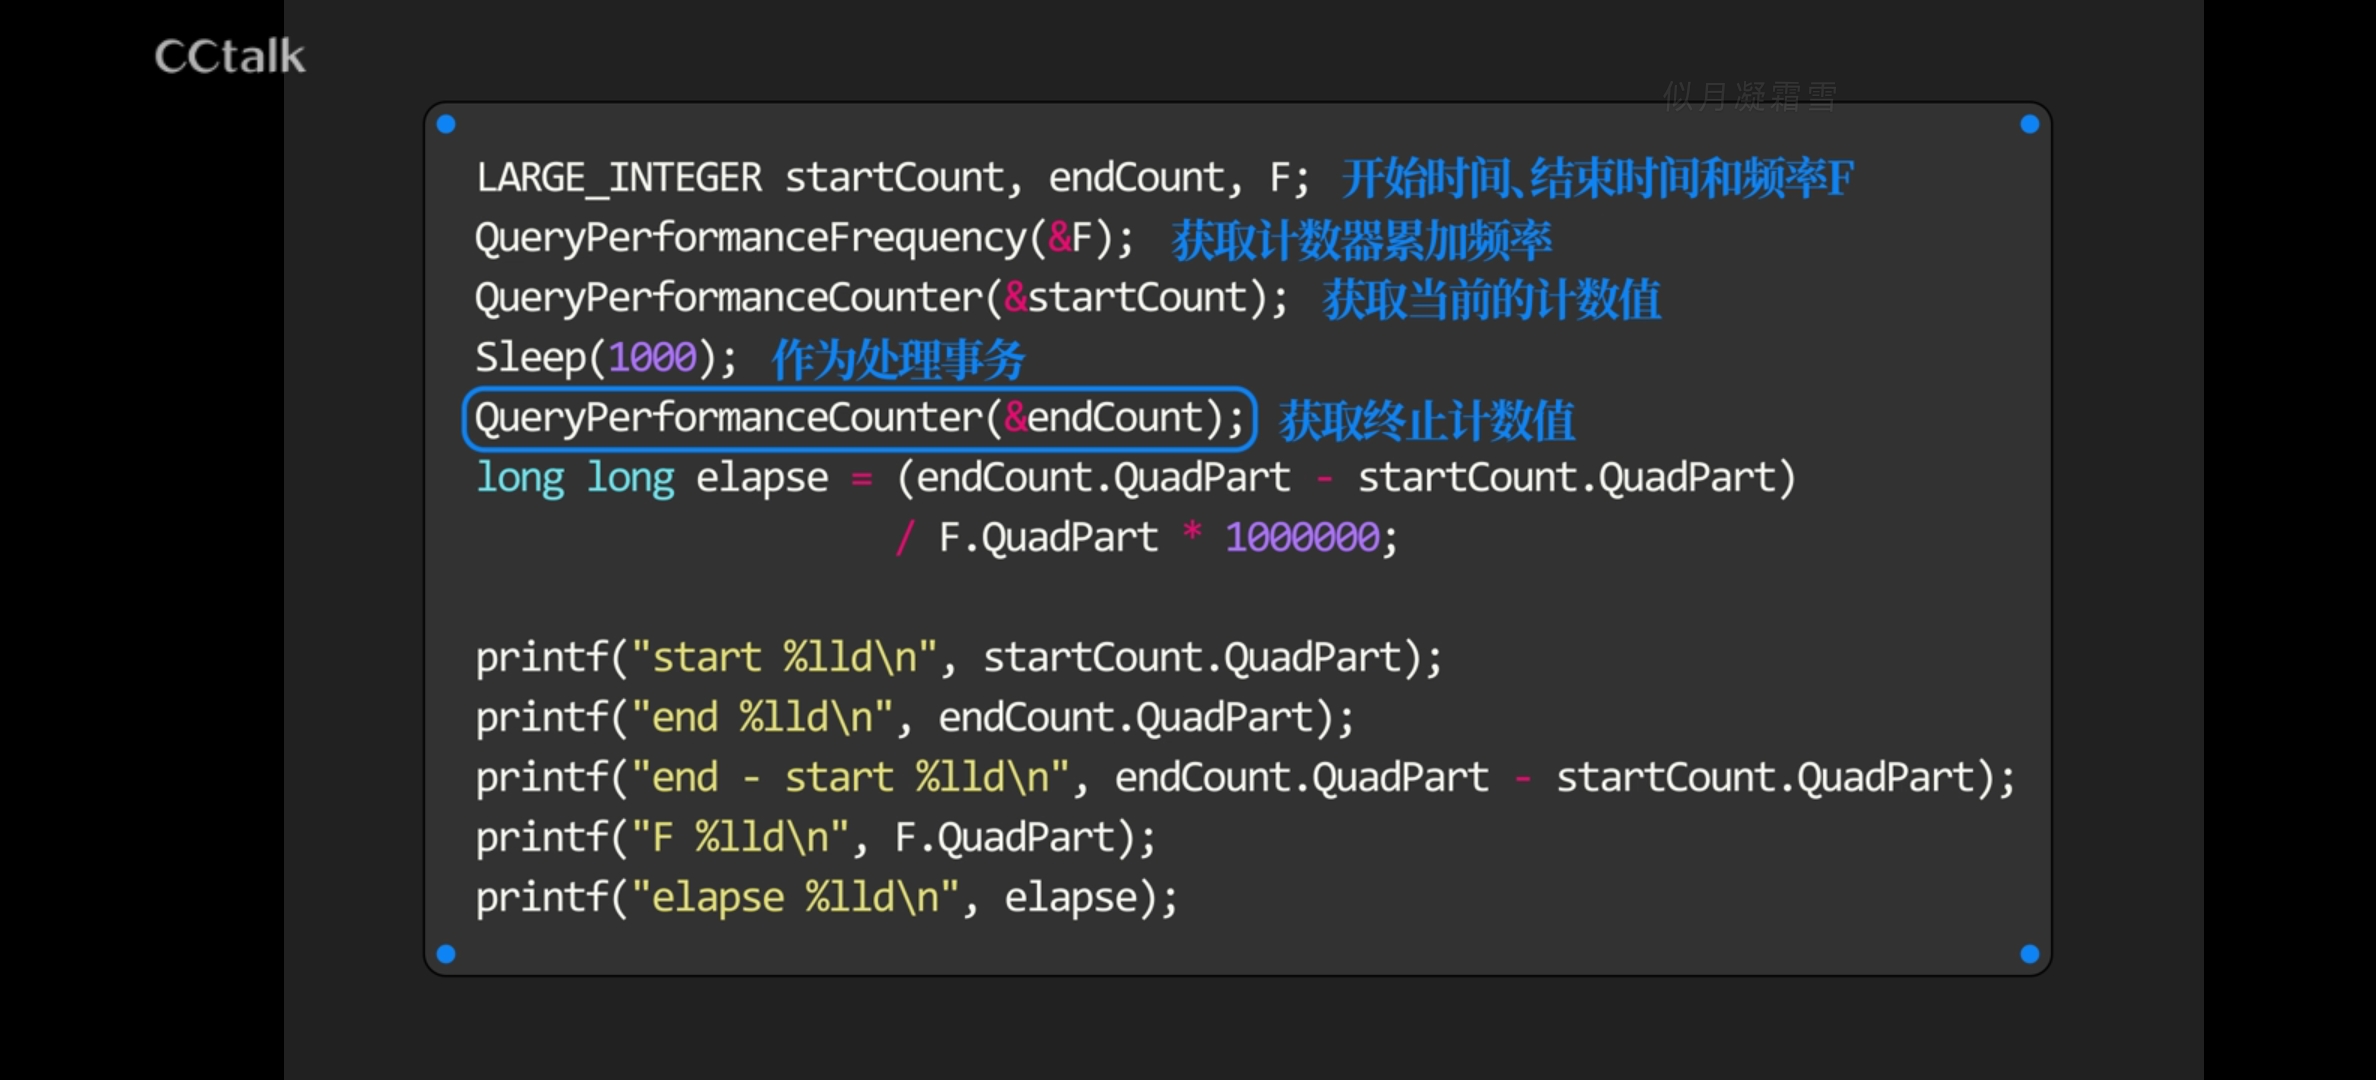 CCtalk
似月凝霜雪
LARGE_INTEGER startCount, endCount, F; 开始时间、结束时间和频率F
QueryPerformanceFrequency(&F); 获取计数器累加频率
QueryPerformanceCounter(&startCount); 获取当前的计数值
Sleep(1000); 作为处理事务
QueryPerformanceCounter(&endCount); 获取终止计数值
long long elapse = (endCount.QuadPart - startCount.QuadPart)
/ F.QuadPart * 1000000;
printf("start %lld\n", startCount.QuadPart);
printf("end %lld\n", endCount.QuadPart);
printf("end - start %lld\n", endCount.QuadPart - startCount.QuadPart);
printf("F %lld\n", F.QuadPart);
printf("elapse %lld\n", elapse);